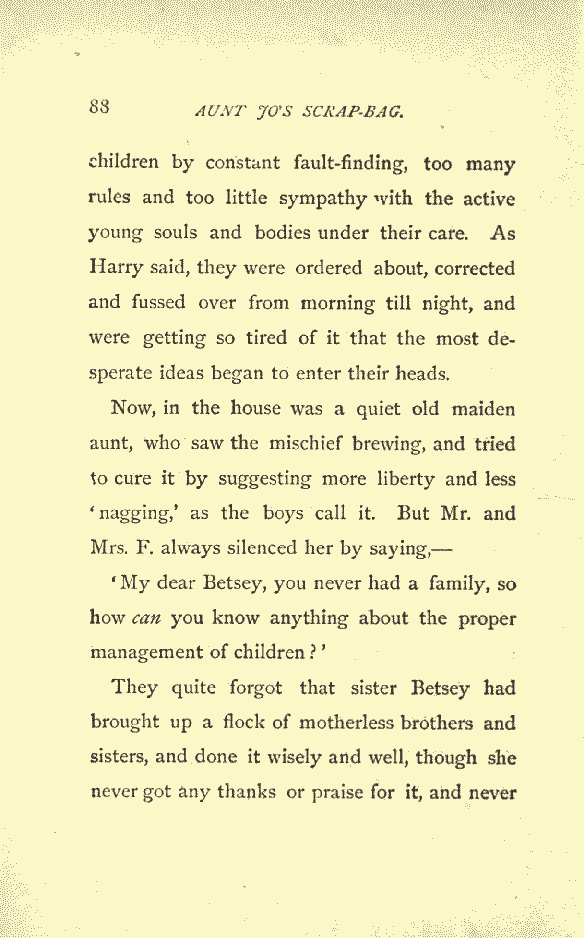 88 AUNT JO'S SCRAP-BAG.
children by constant fault-finding, too many
rules and too little sympathy with the active
young souls and bodies under their care. As
Harry said, they were ordered about, corrected
and fussed over from morning till night, and
were getting so tired of it that the most de-
sperate ideas began to enter their heads.
Now, in the house was a quiet old maiden
aunt, who saw the mischief brewing, and tried
to cure it by suggesting more liberty and less
'nagging,' as the boys call it. But Mr. and
Mrs. F. always silenced her by saying,—
'My dear Betsey, you never had a family, so
how can you know anything about the proper
management of children?'
They quite forgot that sister Betsey had
brought up a flock of motherless brothers and
sisters, and done it wisely and well, though she
never got any thanks or praise for it, and never